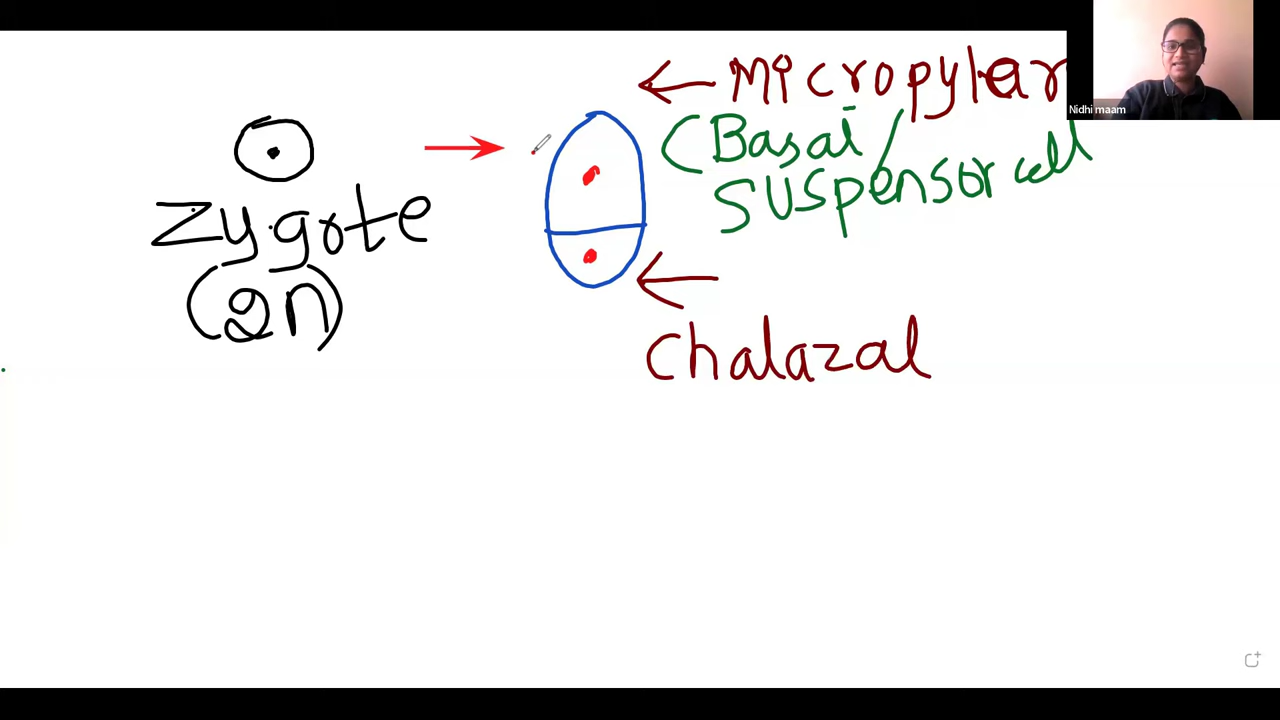 ← Micropylar
Nidhi maam
(Basal/
suspensor cell
Zygote
(2n)
←
Chalazal